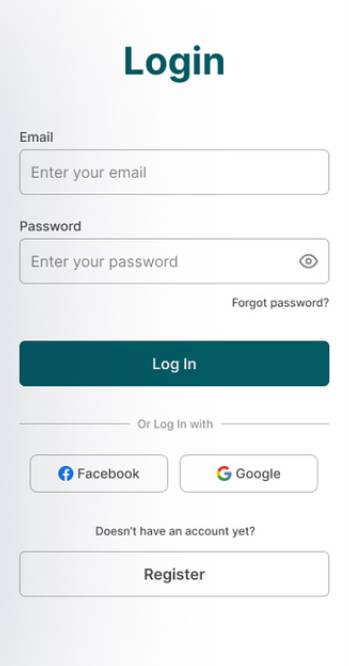 Login
Email
Enter your email
Password
Enter your password
Forgot password?
Log In
Or Log In with
Facebook Google
Doesn't have an account yet?
Register